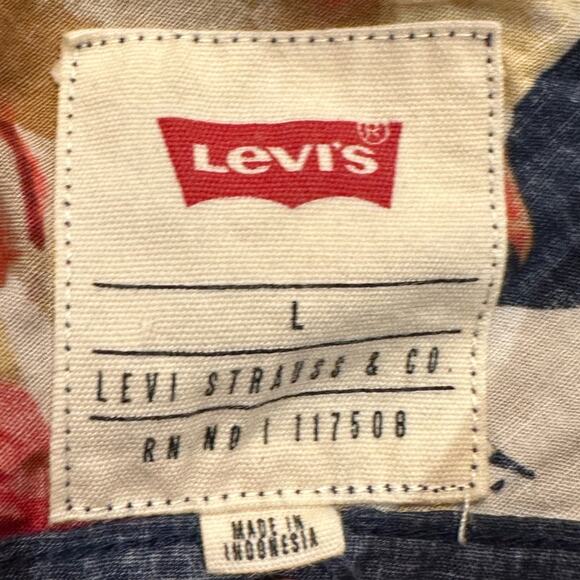 LEVI'S ®
L
LEVI STRAUSS & CO.
RN NO | 117508
MADE IN
INDONESIA